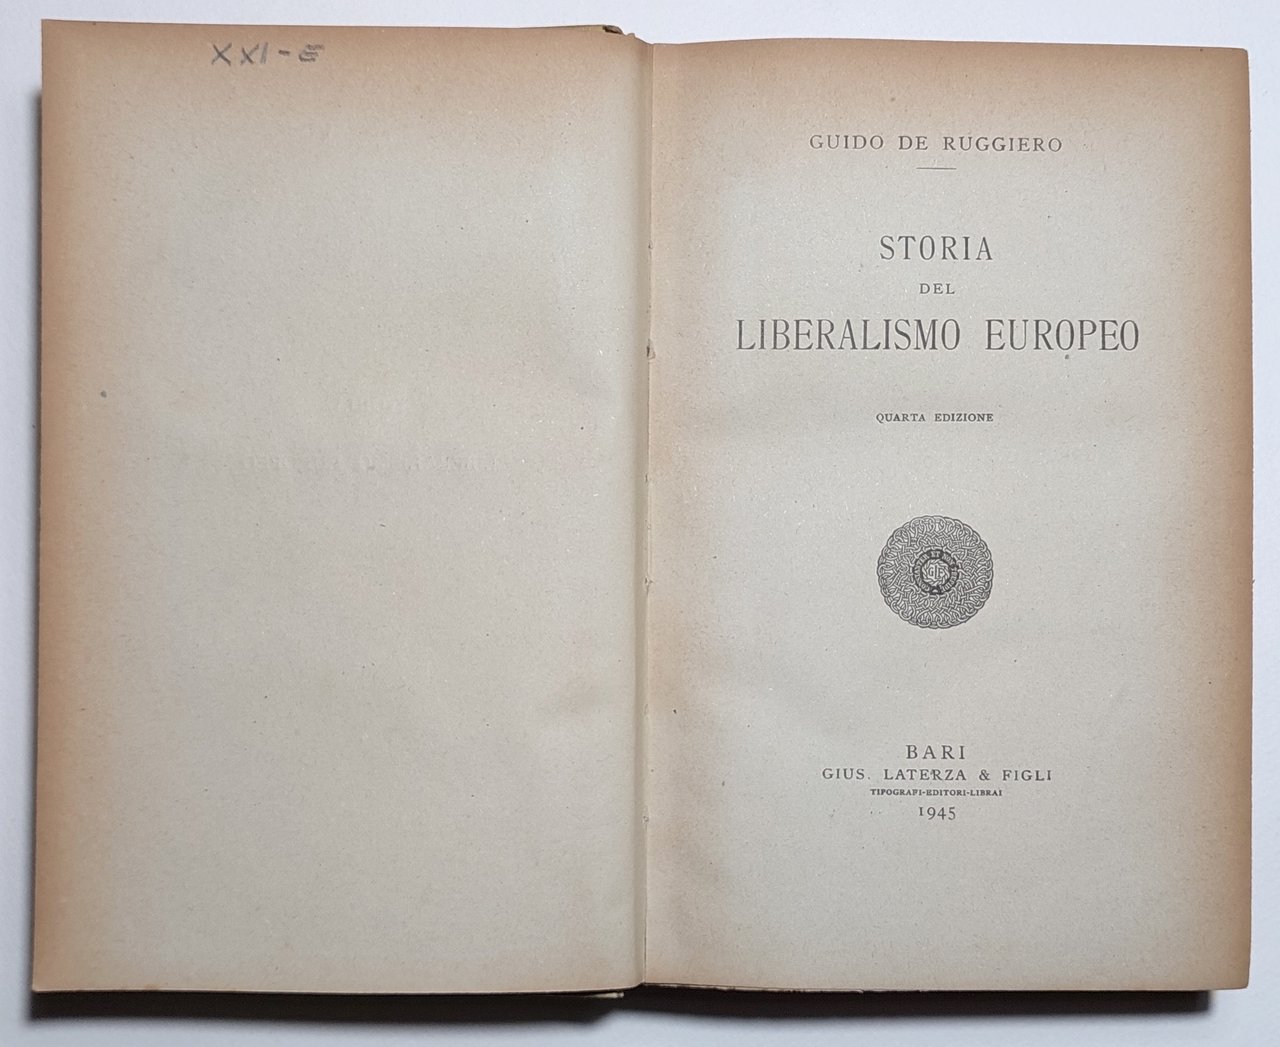 XXI-E
GUIDO DE RUGGIERO
STORIA
DEL
LIBERALISMO EUROPEO
QUARTA EDIZIONE
BARI
GIUS. LATERZA & FIGLI
TIPOGRAFI-EDITORI-LIBRAI
1945